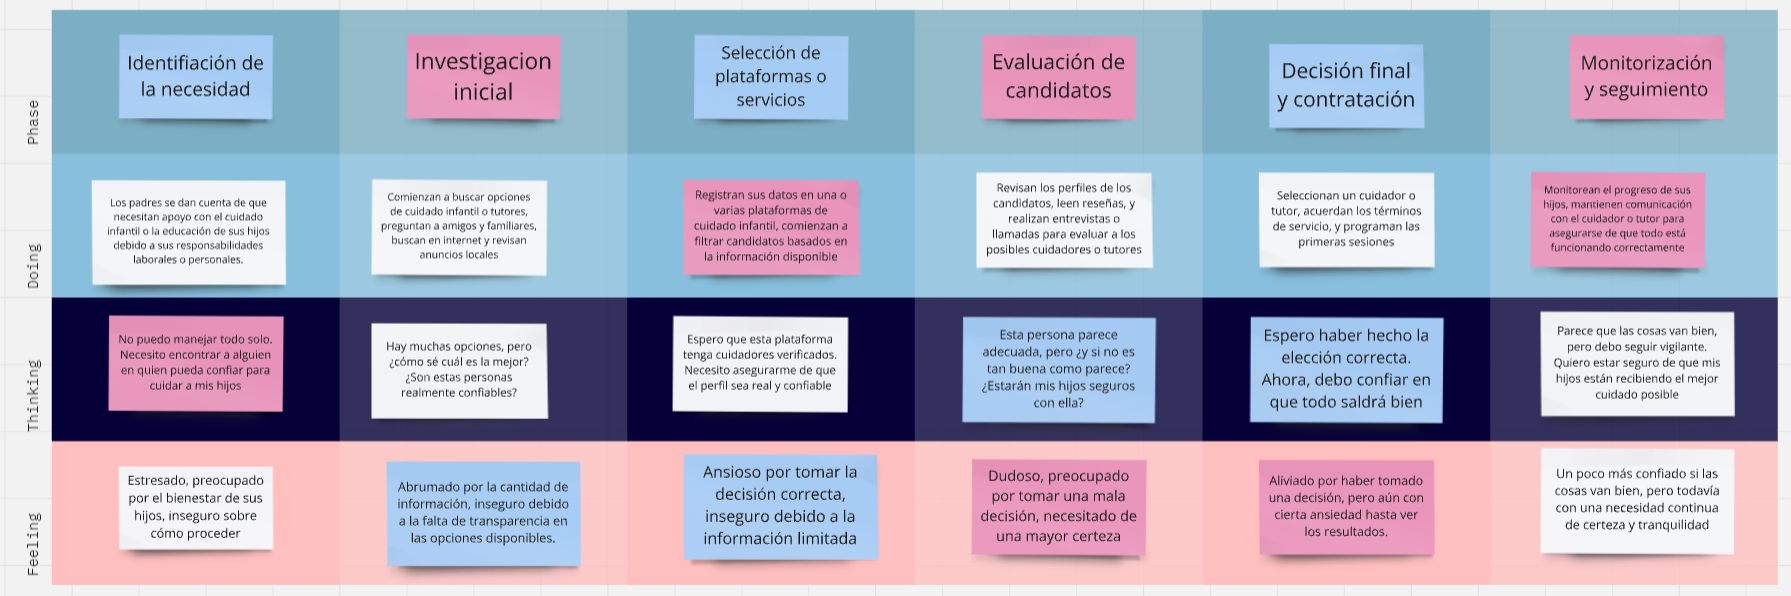 Phase
Identifiación de
la necesidad
Investigacion
inicial
Selección de
plataformas o
servicios
Evaluación de
candidatos
Decisión final
y contratación
Monitorización
y seguimiento
Doing
Los padres se dan cuenta de que
necesitan apoyo con el cuidado
infantil o la educación de sus hijos
debido a sus responsabilidades
laborales o personales.
Comienzan a buscar opciones
de cuidado infantil o tutores,
preguntan a amigos y familiares,
buscan en internet y revisan
anuncios locales
Registran sus datos en una o
varias plataformas de
cuidado infantil, comienzan a
filtrar candidatos basados en
la información disponible
Revisan los perfiles de los
candidatos, leen reseñas, y
realizan entrevistas o
llamadas para evaluar a los
posibles cuidadores o tutores
Seleccionan un cuidador o
tutor, acuerdan los términos
de servicio, y programan las
primeras sesiones
Monitorean el progreso de sus
hijos, mantienen comunicación
con el cuidador o tutor para
asegurarse de que todo está
funcionando correctamente
Thinking
No puedo manejar todo solo.
Necesito encontrar a alguien
en quien pueda confiar para
cuidar a mis hijos
Hay muchas opciones, pero
¿cómo sé cuál es la mejor?
¿Son estas personas
realmente confiables?
Espero que esta plataforma
tenga cuidadores verificados.
Necesito asegurarme de que
el perfil sea real y confiable
Esta persona parece
adecuada, pero ¿y si no es
tan buena como parece?
¿Estarán mis hijos seguros
con ella?
Espero haber hecho la
elección correcta.
Ahora, debo confiar en
que todo saldrá bien
Parece que las cosas van bien,
pero debo seguir vigilante.
Quiero estar seguro de que mis
hijos están recibiendo el mejor
cuidado posible
Feeling
Estresado, preocupado
por el bienestar de sus
hijos, inseguro sobre
cómo proceder
Abrumado por la cantidad de
información, inseguro debido
a la falta de transparencia en
las opciones disponibles.
Ansioso por tomar la
decisión correcta,
inseguro debido a la
información limitada
Dudoso, preocupado
por tomar una mala
decisión, necesitado de
una mayor certeza
Aliviado por haber tomado
una decisión, pero aún con
cierta ansiedad hasta ver
los resultados.
Un poco más confiado si las
cosas van bien, pero todavía
con una necesidad continua
de certeza y tranquilidad